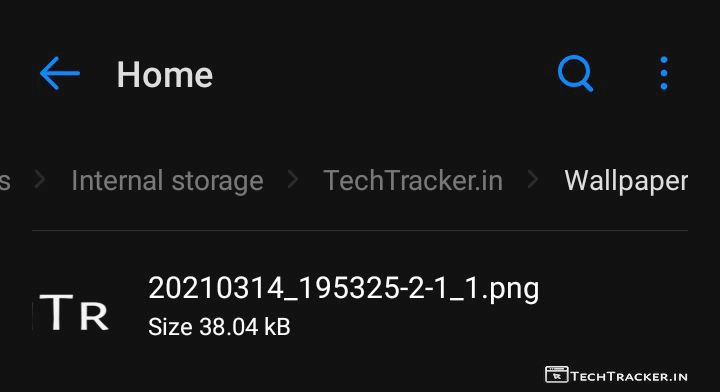 Home
s > Internal storage > TechTracker.in > Wallpaper
TR
20210314_195325-2-1_1.png
Size 38.04 kB
TECHTRACKER.IN